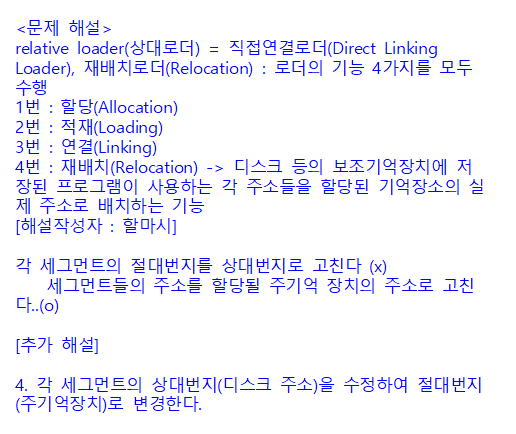 <문제 해설>
relative loader(상대로더) = 직접연결로더(Direct Linking
Loader), 재배치로더(Relocation) : 로더의 기능 4가지를 모두
수행
1번 : 할당(Allocation)
2번 : 적재(Loading)
3번 : 연결(Linking)
4번 : 재배치(Relocation) -> 디스크 등의 보조기억장치에 저
장된 프로그램이 사용하는 각 주소들을 할당된 기억장소의 실
제 주소로 배치하는 기능
[해설작성자 : 할마시]
각 세그먼트의 절대번지를 상대번지로 고친다 (x)
세그먼트들의 주소를 할당될 주기억 장치의 주소로 고친
다..(o)
[추가 해설]
4. 각 세그먼트의 상대번지(디스크 주소)을 수정하여 절대번지
(주기억장치)로 변경한다.